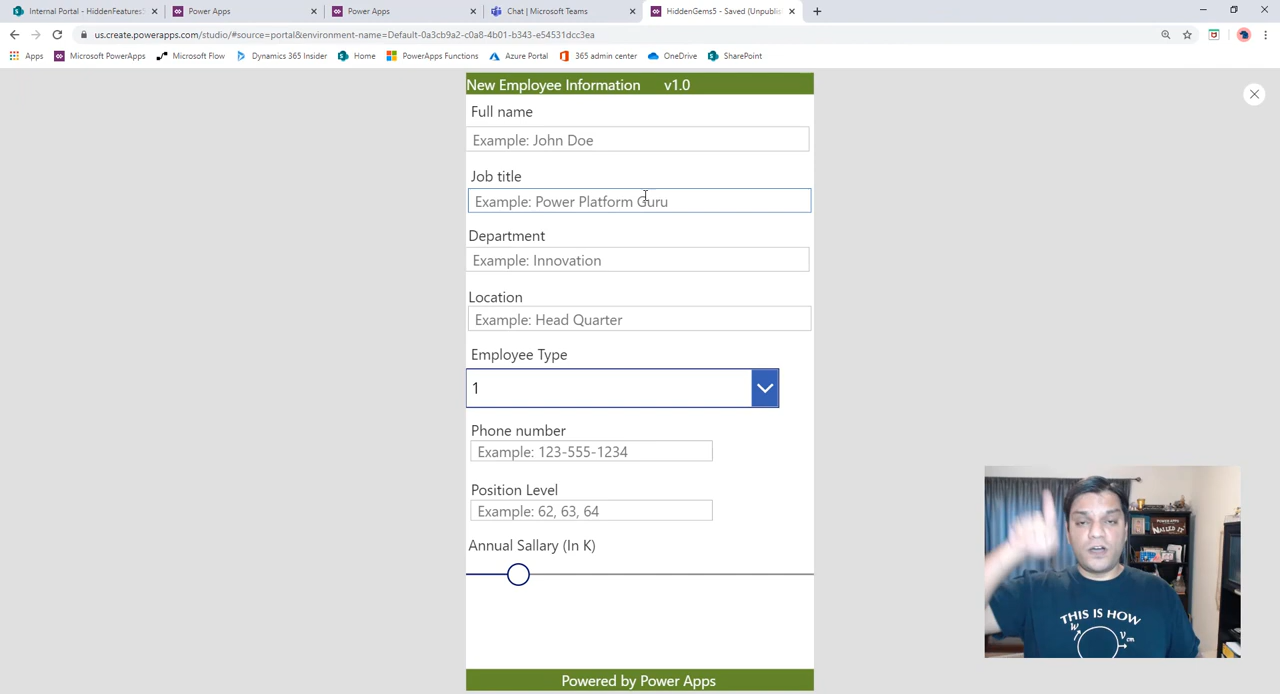 Internal Portal - HiddenFeatures
Power Apps
Power Apps
Chat | Microsoft Teams
HiddenGems5 - Saved (Unpublis
us.create.powerapps.com/studio/#source=portal&environment-name=Default-0a3cb9a2-c0a8-4b01-b343-e54531dcc3ea
Apps
Microsoft PowerApps
Microsoft Flow
Dynamics 365 Insider
Home
PowerApps Functions
Azure Portal
365 admin center
OneDrive
SharePoint
New Employee Information v1.0
Full name
Example: John Doe
Job title
Example: Power Platform Guru
Department
Example: Innovation
Location
Example: Head Quarter
Employee Type
1
Phone number
Example: 123-555-1234
Position Level
Example: 62, 63, 64
Annual Sallary (In K)
Powered by Power Apps
NAILED IT
THIS IS HOW
W